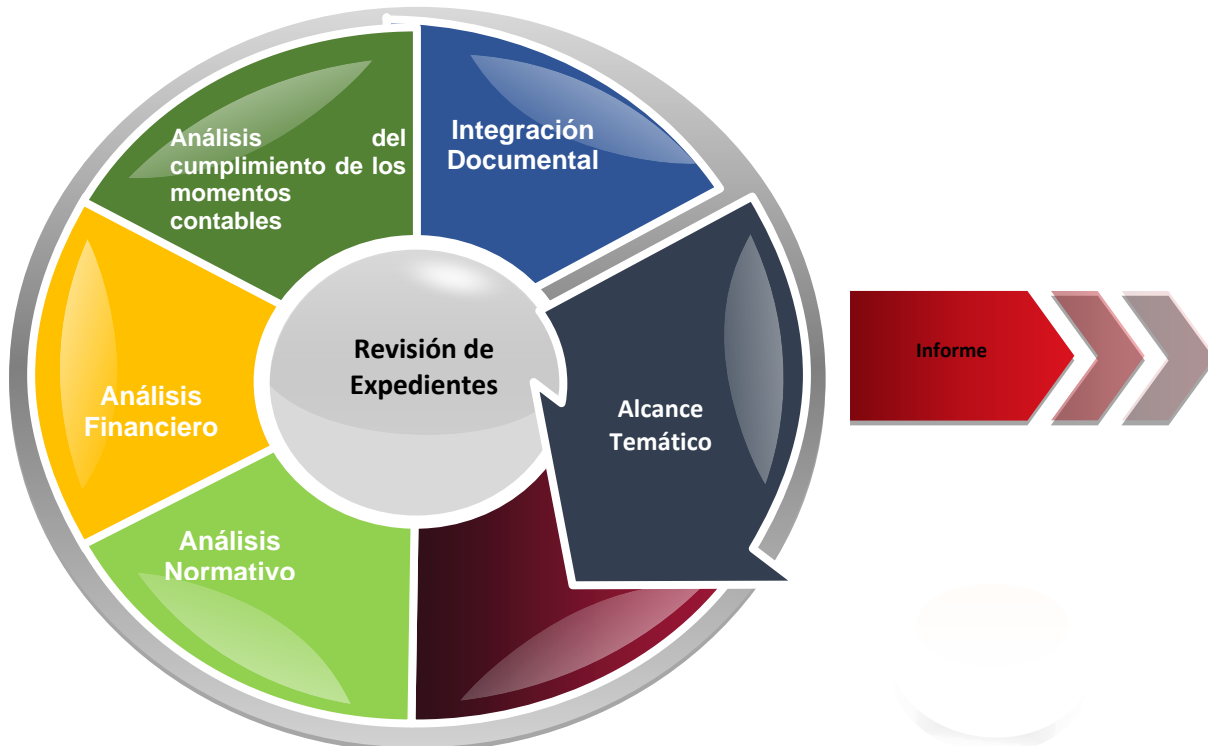 Análisis del
cumplimiento de los
momentos
contables
Integración
Documental
Revisión de
Expedientes
Alcance
Temático
Informe
Análisis
Financiero
Análisis
Normativo